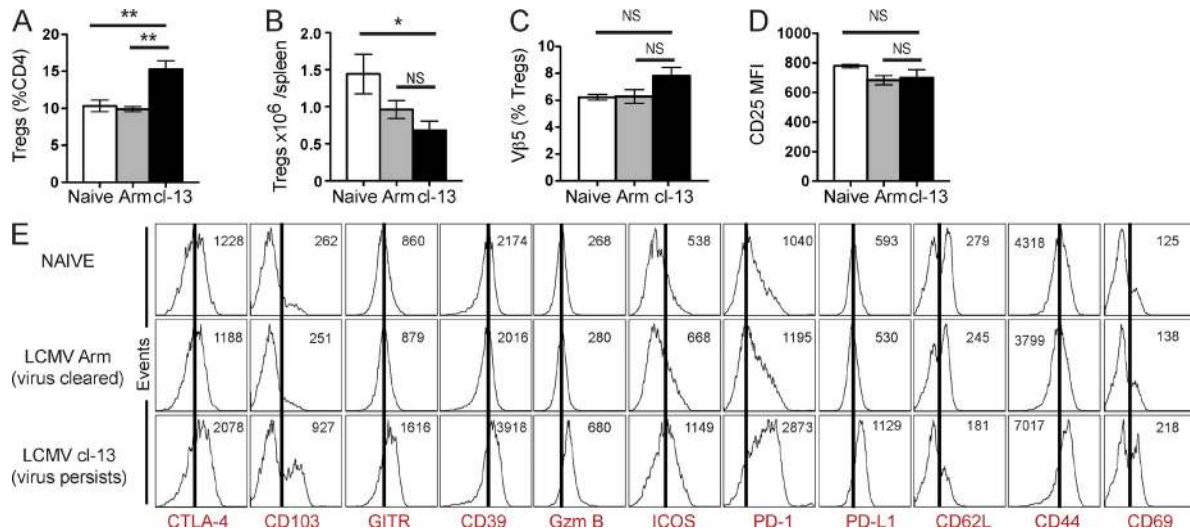 A
**
**
Tregs (%CD4)
20
15
10
5
0
Naive Arm cl-13
B
*
NS
Tregs x10⁶ /spleen
2.0
1.5
1.0
0.5
0.0
Naive Arm cl-13
C
NS
NS
Vβ5 (% Tregs)
10
8
6
4
2
0
Naive Arm cl-13
D
NS
NS
CD25 MFI
1000
800
600
400
200
0
Naive Arm cl-13
E
Events
NAIVE
1228 262 860 2174 268 538 1040 593 279 4318 125
LCMV Arm
(virus cleared)
1188 251 879 2016 280 668 1195 530 245 3799 138
LCMV cl-13
(virus persists)
2078 927 1616 3918 680 1149 2873 1129 181 7017 218
CTLA-4 CD103 GITR CD39 Gzm B ICOS PD-1 PD-L1 CD62L CD44 CD69